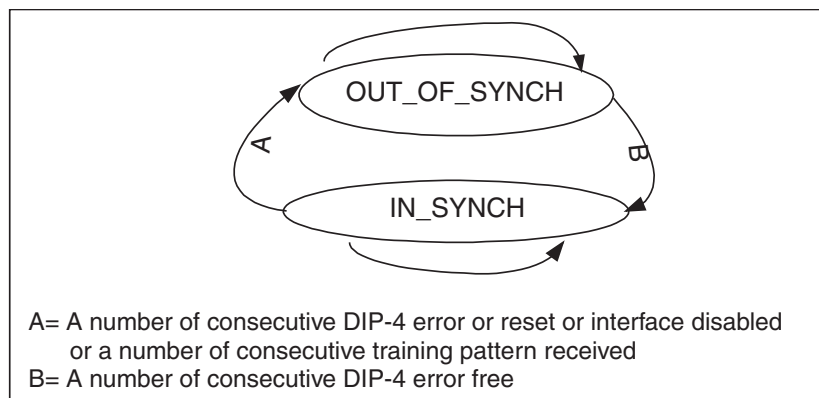 OUT_OF_SYNCH
A
B
IN_SYNCH
A= A number of consecutive DIP-4 error or reset or interface disabled
or a number of consecutive training pattern received
B= A number of consecutive DIP-4 error free